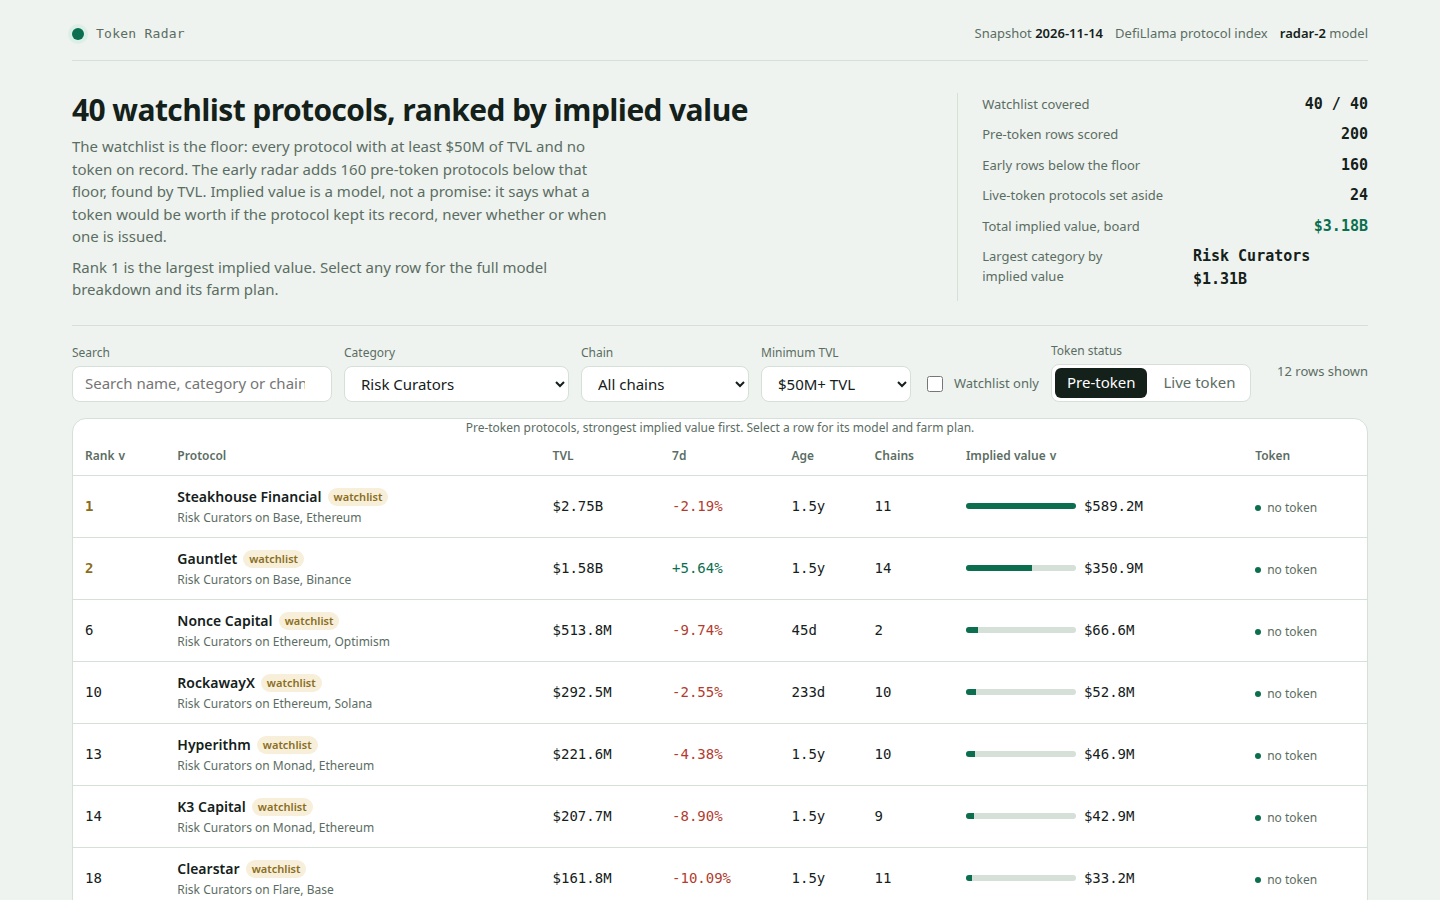 Token Radar
Snapshot 2026-11-14 DefiLlama protocol index radar-2 model
40 watchlist protocols, ranked by implied value
The watchlist is the floor: every protocol with at least $50M of TVL and no
token on record. The early radar adds 160 pre-token protocols below that
floor, found by TVL. Implied value is a model, not a promise: it says what a
token would be worth if the protocol kept its record, never whether or when
one is issued.
Rank 1 is the largest implied value. Select any row for the full model
breakdown and its farm plan.
Watchlist covered 40 / 40
Pre-token rows scored 200
Early rows below the floor 160
Live-token protocols set aside 24
Total implied value, board $3.18B
Largest category by implied value Risk Curators $1.31B
Search Category Chain Minimum TVL Token status
Search name, category or chain Risk Curators All chains $50M+ TVL Watchlist only Pre-token Live token 12 rows shown
Pre-token protocols, strongest implied value first. Select a row for its model and farm plan.
Rank v Protocol TVL 7d Age Chains Implied value v Token
1 Steakhouse Financial watchlist $2.75B -2.19% 1.5y 11 $589.2M no token
Risk Curators on Base, Ethereum
2 Gauntlet watchlist $1.58B +5.64% 1.5y 14 $350.9M no token
Risk Curators on Base, Binance
6 Nonce Capital watchlist $513.8M -9.74% 45d 2 $66.6M no token
Risk Curators on Ethereum, Optimism
10 RockawayX watchlist $292.5M -2.55% 233d 10 $52.8M no token
Risk Curators on Ethereum, Solana
13 Hyperithm watchlist $221.6M -4.38% 1.5y 10 $46.9M no token
Risk Curators on Monad, Ethereum
14 K3 Capital watchlist $207.7M -8.90% 1.5y 9 $42.9M no token
Risk Curators on Monad, Ethereum
18 Clearstar watchlist $161.8M -10.09% 1.5y 11 $33.2M no token
Risk Curators on Flare, Base